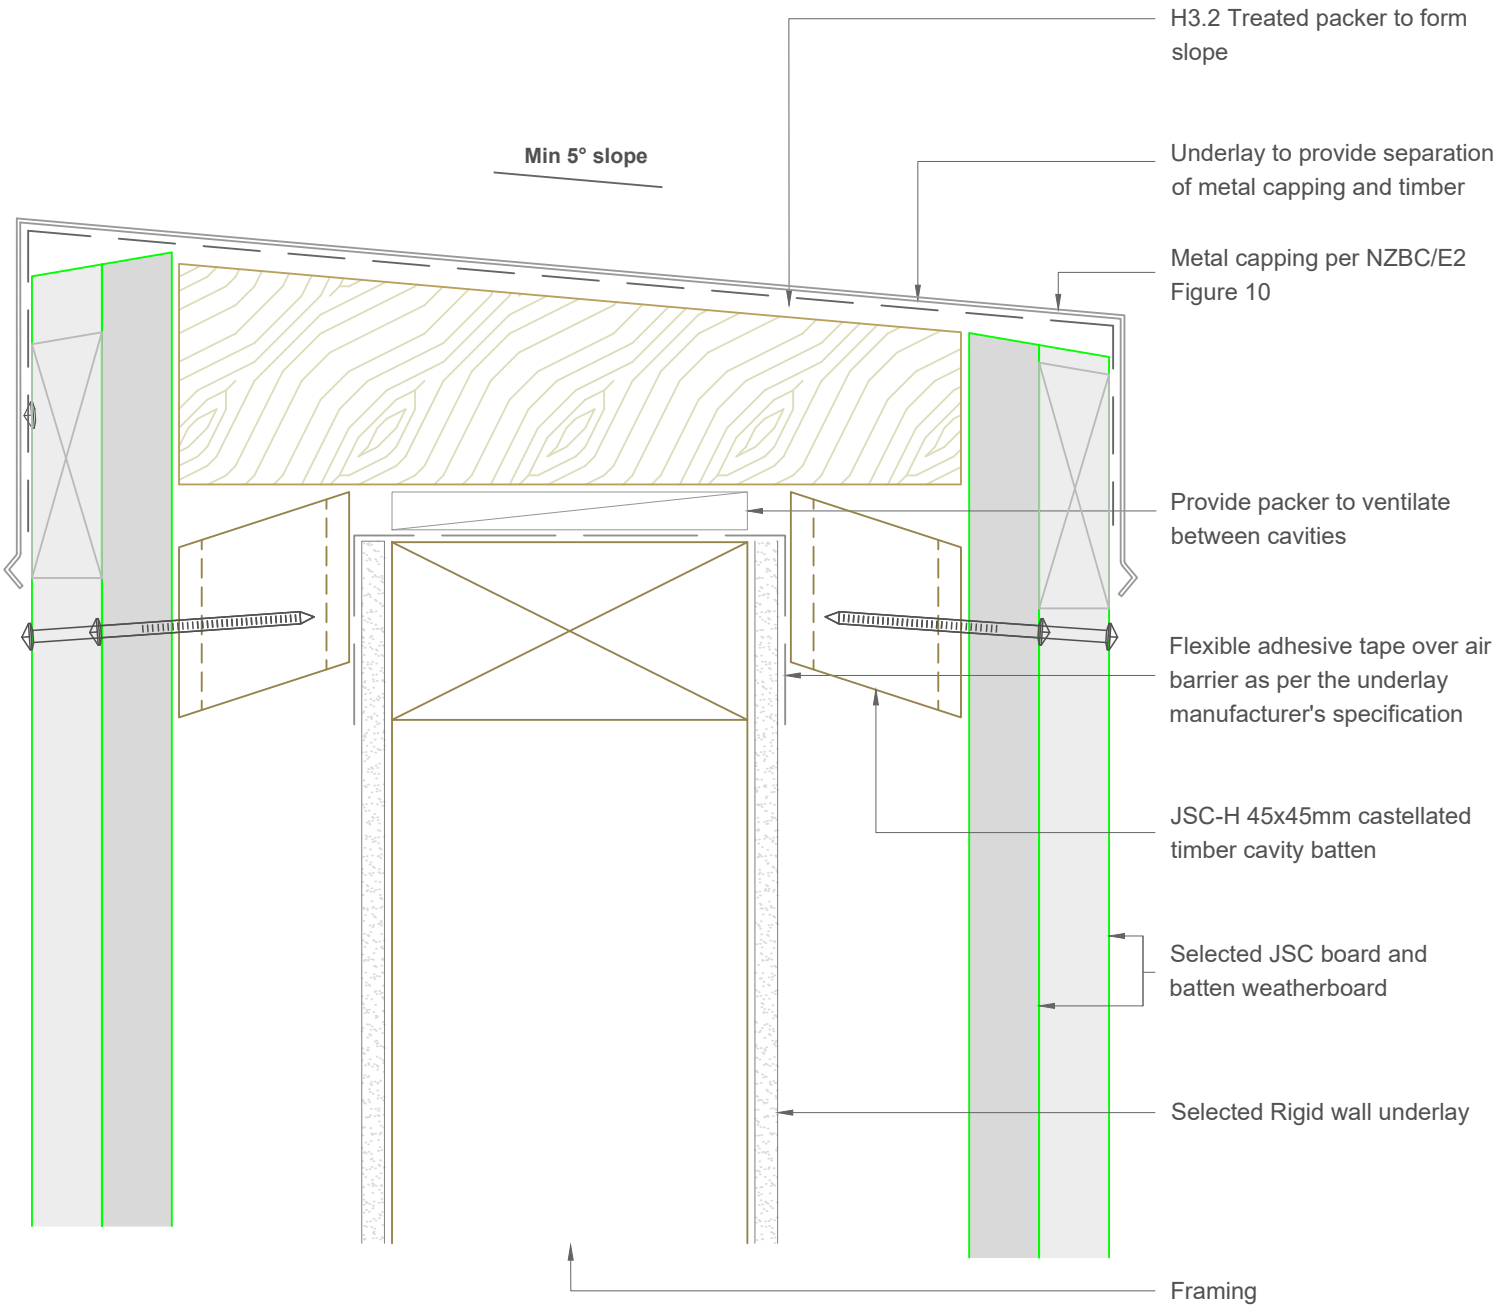 H3.2 Treated packer to form
slope
Min 5° slope
Underlay to provide separation
of metal capping and timber
Metal capping per NZBC/E2
Figure 10
Provide packer to ventilate
between cavities
Flexible adhesive tape over air
barrier as per the underlay
manufacturer's specification
JSC-H 45x45mm castellated
timber cavity batten
Selected JSC board and
batten weatherboard
Selected Rigid wall underlay
Framing